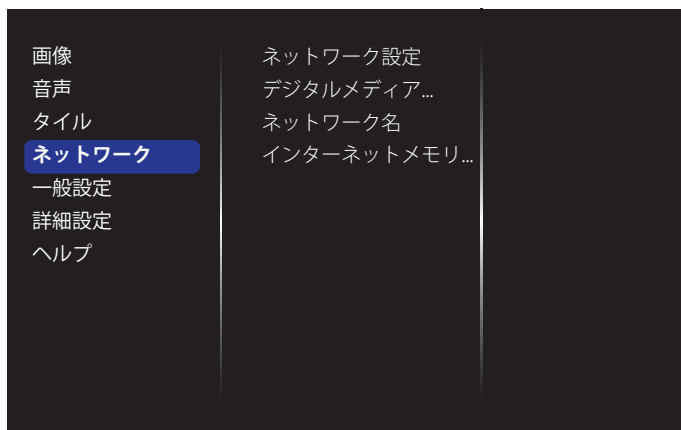 画像
音声
タイル
ネットワーク
一般設定
詳細設定
ヘルプ
ネットワーク設定
デジタルメディア...
ネットワーク名
インターネットメモリ...